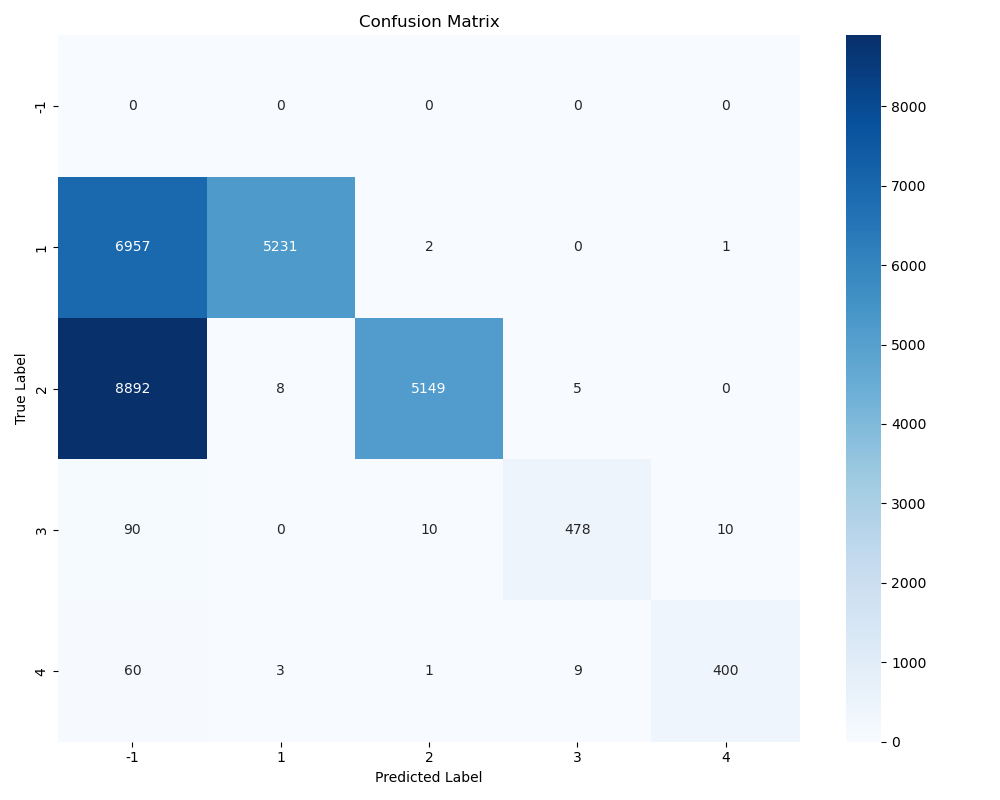 Confusion Matrix
True Label
-1 0 0 0 0 0
1 6957 5231 2 0 1
2 8892 8 5149 5 0
3 90 0 10 478 10
4 60 3 1 9 400
-1 1 2 3 4
Predicted Label
8000
7000
6000
5000
4000
3000
2000
1000
0